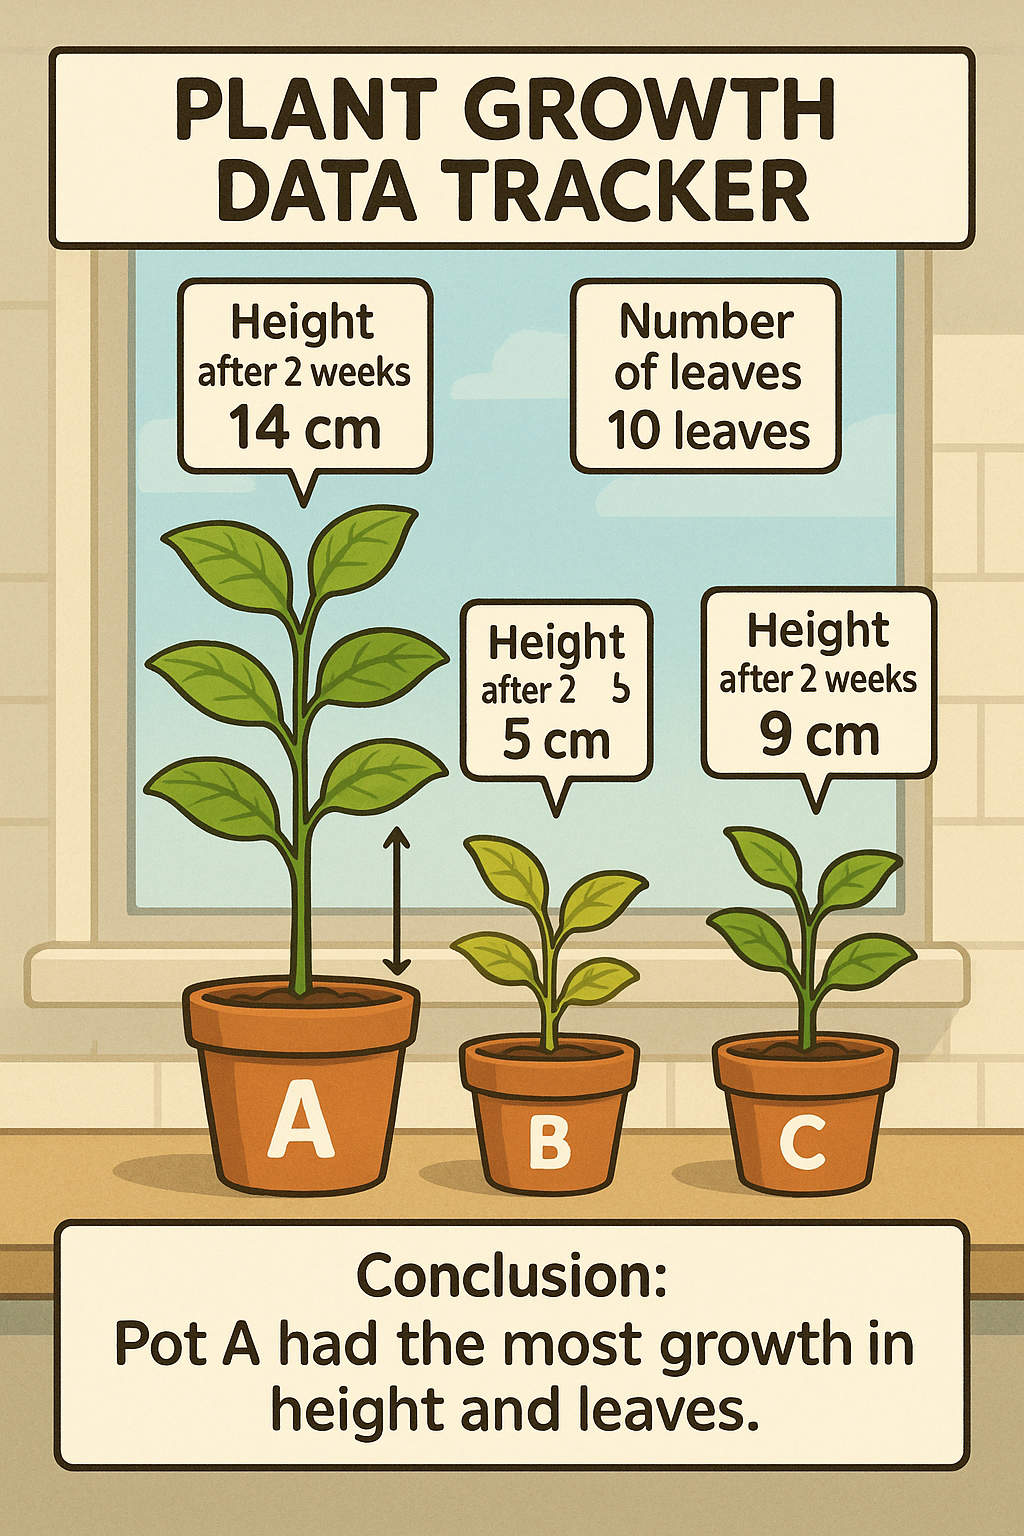 PLANT GROWTH
DATA TRACKER
Height
after 2 weeks
14 cm
Number
of leaves
10 leaves
Height
after 2 5
5 cm
Height
after 2 weeks
9 cm
A
B
C
Conclusion:
Pot A had the most growth in
height and leaves.